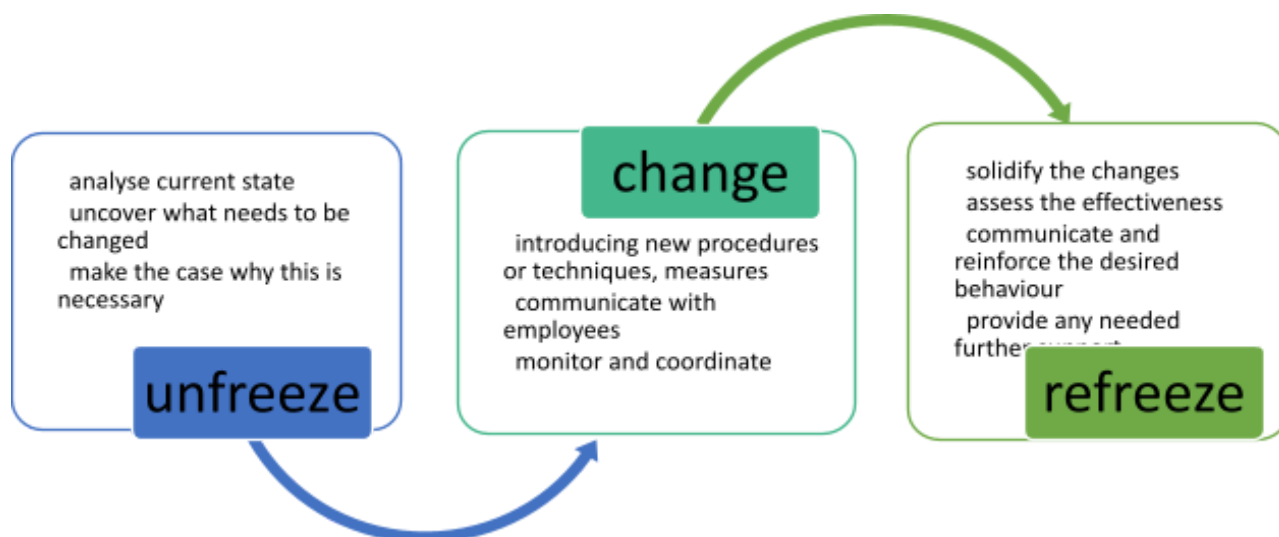 analyse current state
uncover what needs to be
changed
make the case why this is
necessary
unfreeze
change
introducing new procedures
or techniques, measures
communicate with
employees
monitor and coordinate
solidify the changes
assess the effectiveness
communicate and
reinforce the desired
behaviour
provide any needed
further support
refreeze